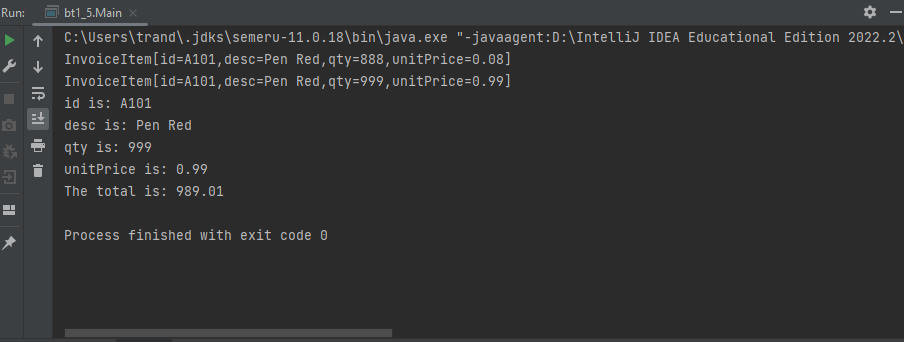 Run: bt1_5.Main
C:\Users\trand\.jdks\semeru-11.0.18\bin\java.exe "-javaagent:D:\IntelliJ IDEA Educational Edition 2022.2\
InvoiceItem[id=A101,desc=Pen Red,qty=888,unitPrice=0.08]
InvoiceItem[id=A101,desc=Pen Red,qty=999,unitPrice=0.99]
id is: A101
desc is: Pen Red
qty is: 999
unitPrice is: 0.99
The total is: 989.01
Process finished with exit code 0